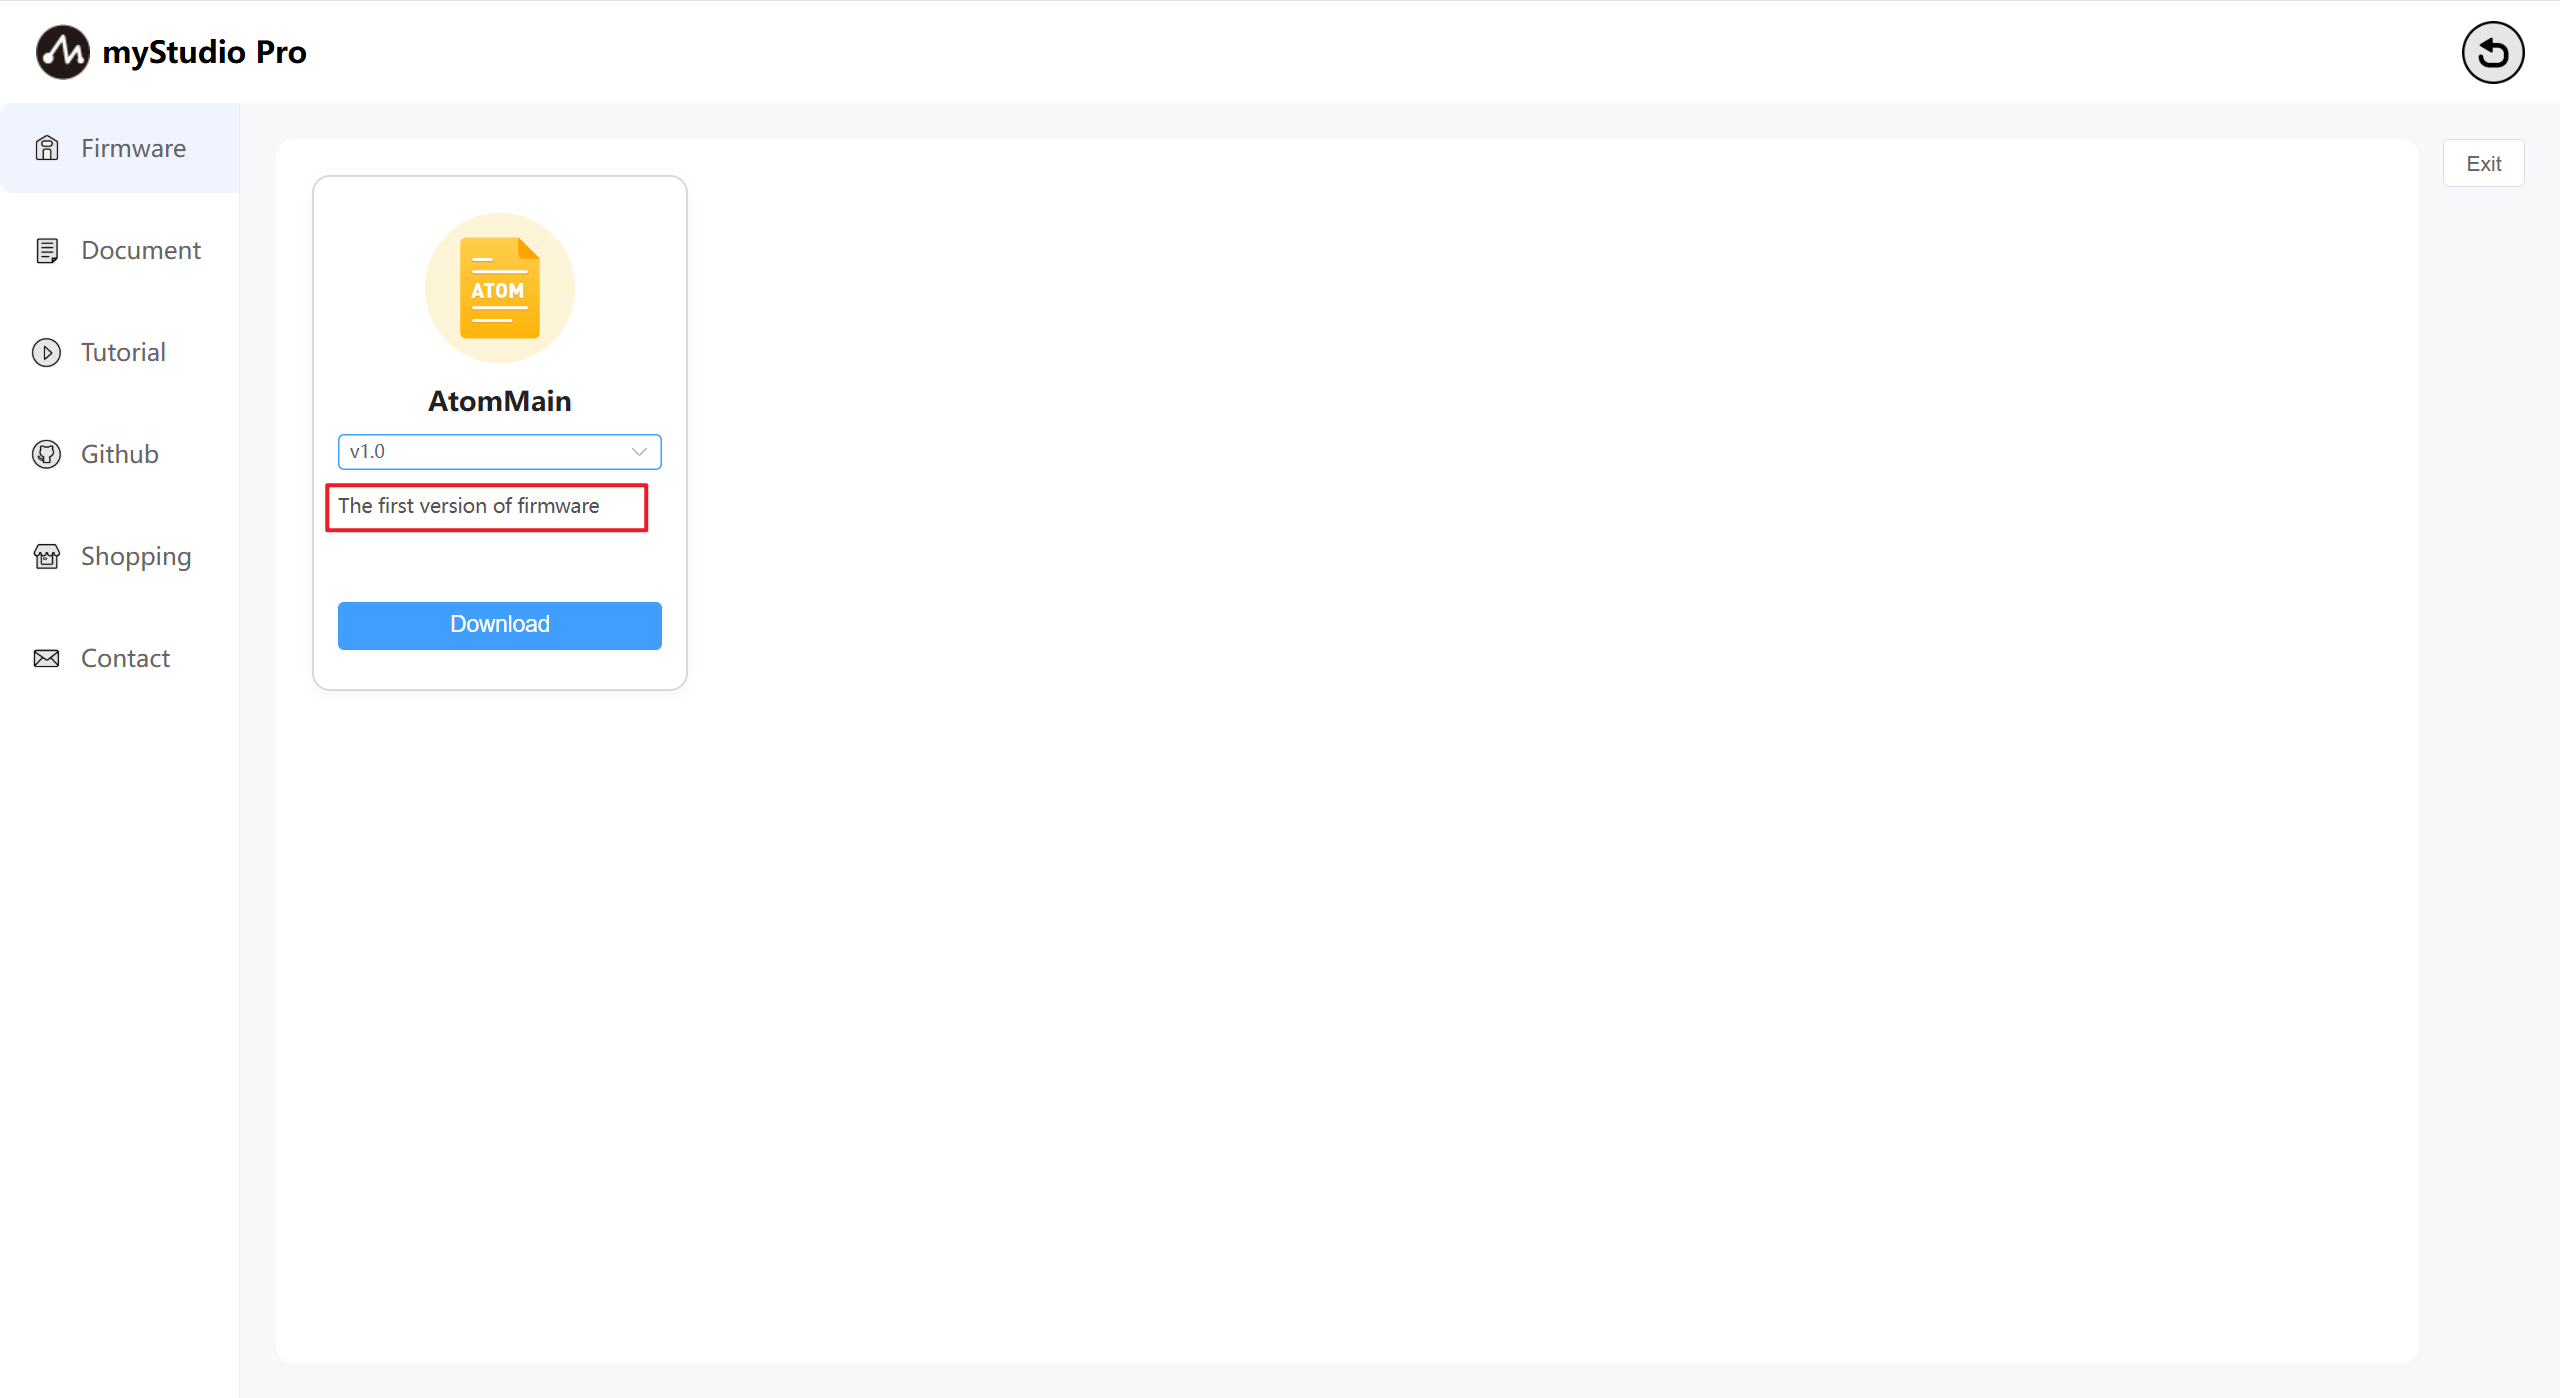 myStudio Pro
Firmware
Document
Tutorial
Github
Shopping
Contact
Exit
ATOM
AtomMain
v1.0
The first version of firmware
Download